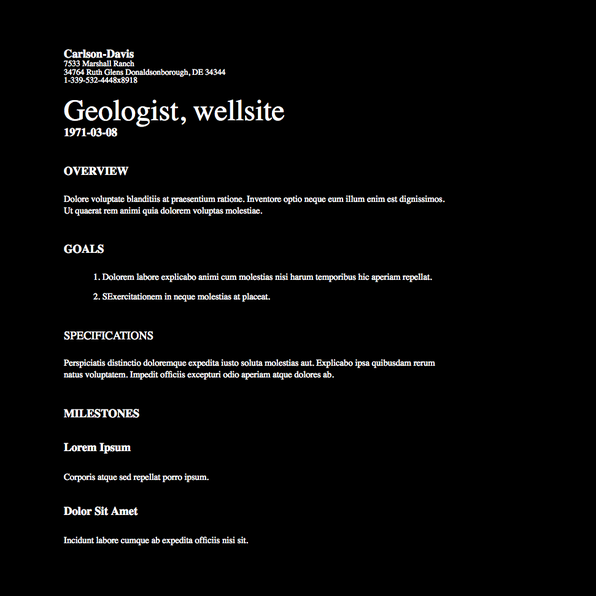 Carlson-Davis
7533 Marshall Ranch
34764 Ruth Glens Donaldsonborough, DE 34344
1-339-532-4448x8918
Geologist, wellsite
1971-03-08
OVERVIEW
Dolore voluptate blanditiis at praesentium ratione. Inventore optio neque eum illum enim est dignissimos.
Ut quaerat rem animi quia dolorem voluptas molestiae.
GOALS
1. Dolorem labore explicabo animi cum molestias nisi harum temporibus hic aperiam repellat.
2. SExercitationem in neque molestias at placeat.
SPECIFICATIONS
Perspiciatis distinctio doloremque expedita iusto soluta molestias aut. Explicabo ipsa quibusdam rerum
natus voluptatem. Impedit officiis excepturi odio aperiam atque dolores ab.
MILESTONES
Lorem Ipsum
Corporis atque sed repellat porro ipsum.
Dolor Sit Amet
Incidunt labore cumque ab expedita officiis nisi sit.